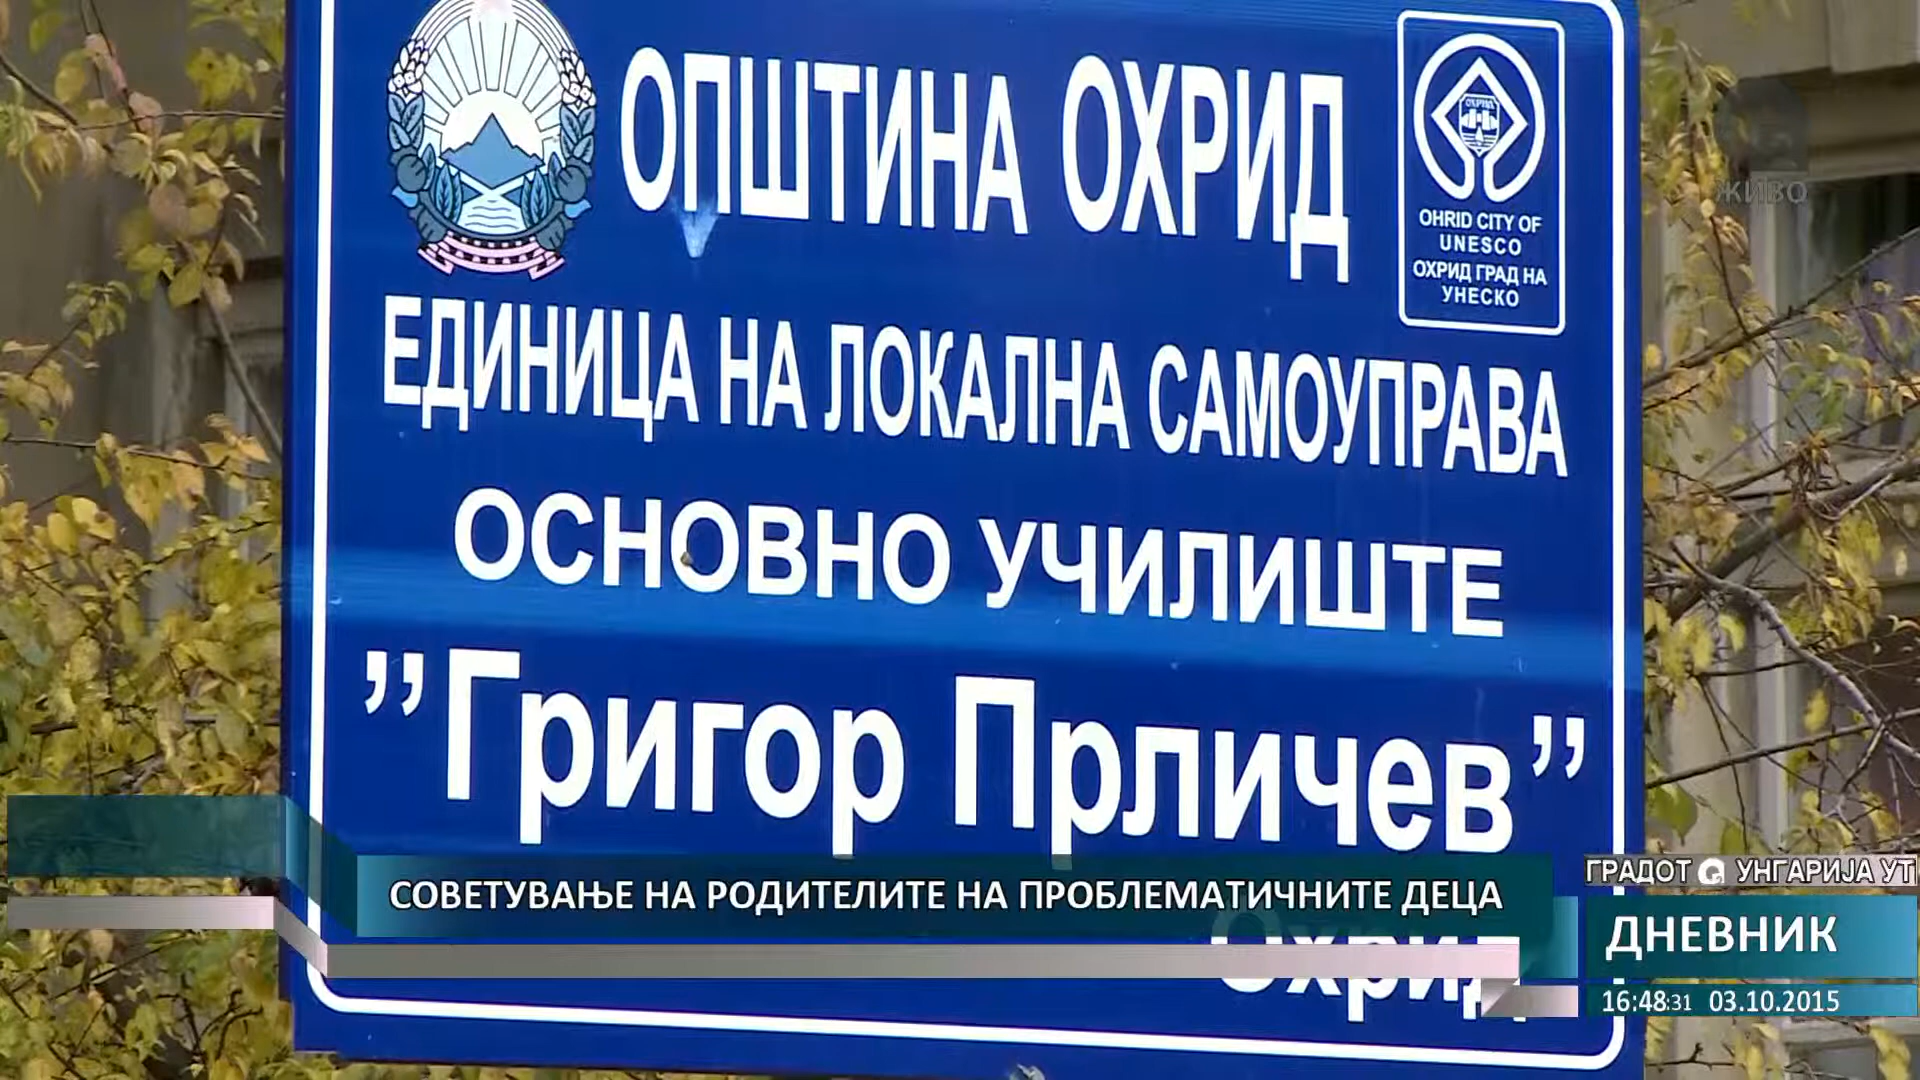 ОПШТИНА ОХРИД
OHRID CITY OF
UNESCO
ОХРИД ГРАД НА
УНЕСКО
ЖИВО
ЕДИНИЦА НА ЛОКАЛНА САМОУПРАВА
ОСНОВНО УЧИЛИШТЕ
”Григор Прличев”
Охрид
СОВЕТУВАЊЕ НА РОДИТЕЛИТЕ НА ПРОБЛЕМАТИЧНИТЕ ДЕЦА
ГРАДОТ УНГАРИЈА УТ
ДНЕВНИК
16:48:31 03.10.2015